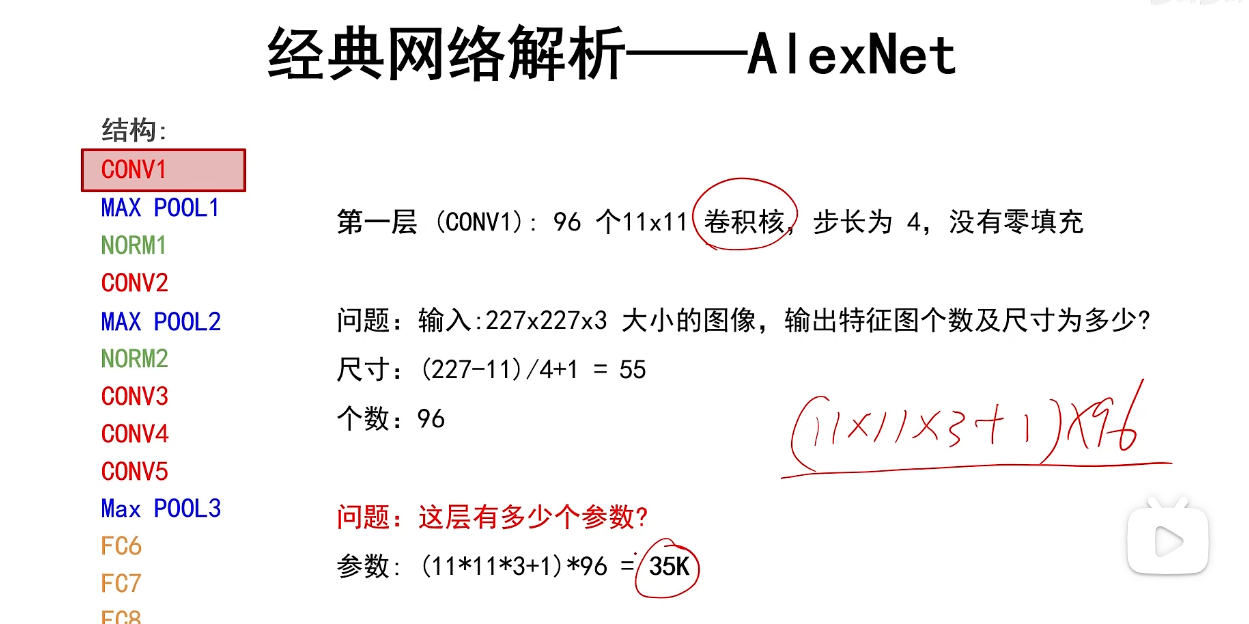 经典网络解析——AlexNet
结构:
CONV1
MAX POOL1
NORM1
CONV2
MAX POOL2
NORM2
CONV3
CONV4
CONV5
Max POOL3
FC6
FC7
FC8
第一层 (CONV1): 96 个11x11 卷积核, 步长为 4, 没有零填充
问题: 输入:227x227x3 大小的图像, 输出特征图个数及尺寸为多少?
尺寸: (227-11)/4+1 = 55
个数: 96
(11×11×3+1)×96
问题: 这层有多少个参数?
参数: (11*11*3+1)*96 = 35K